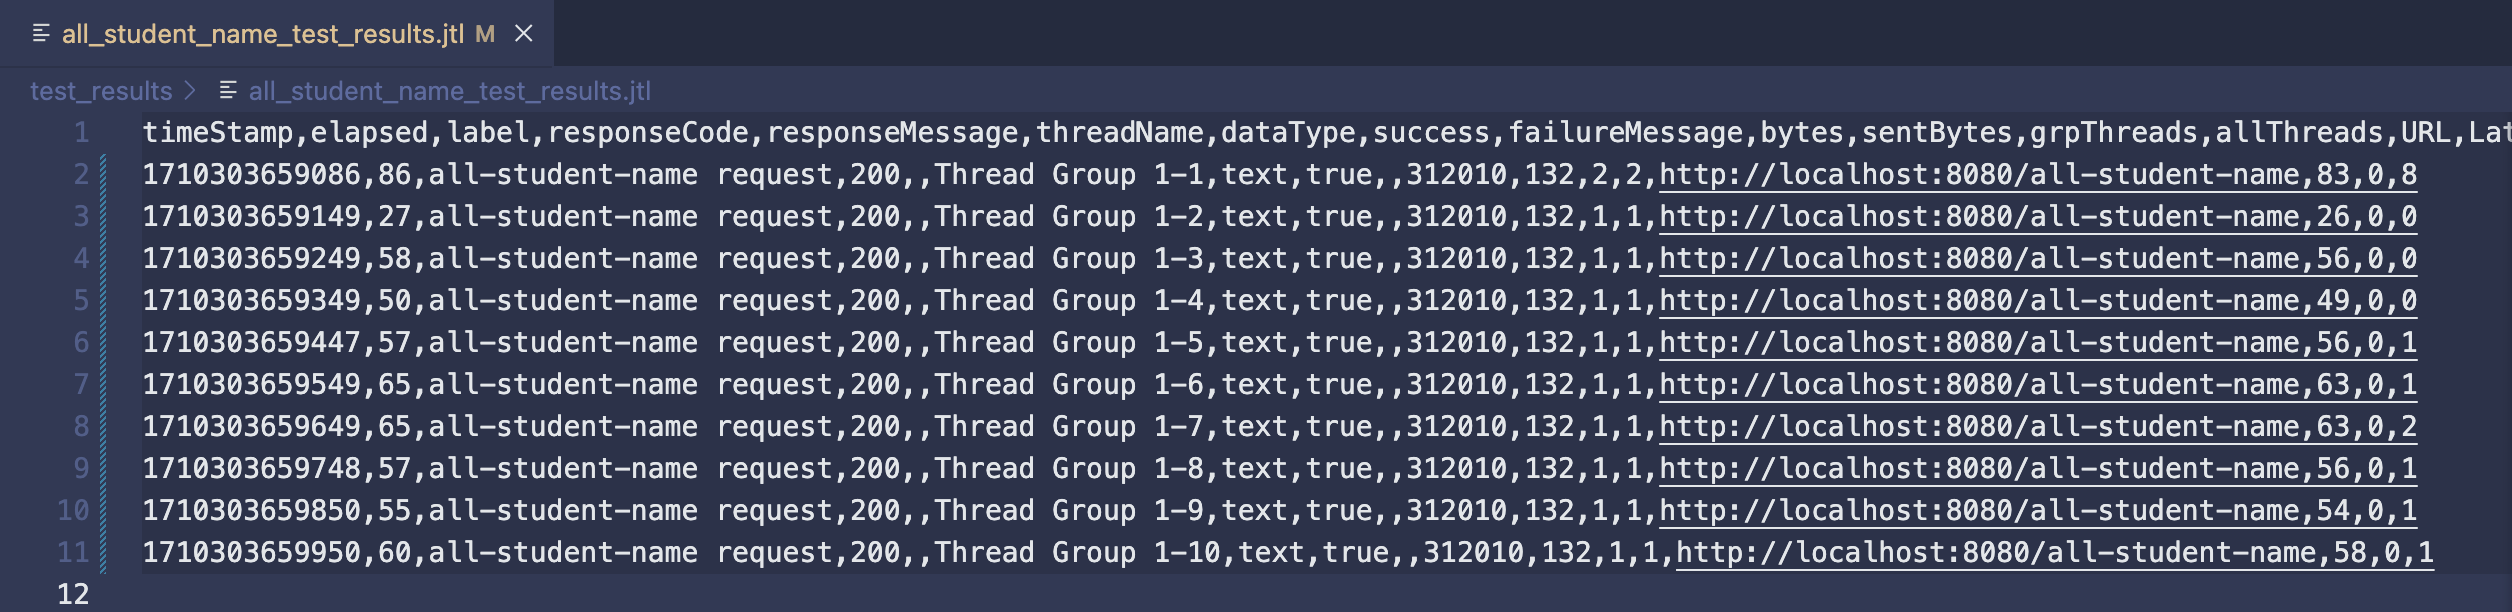 all_student_name_test_results.jtl M
test_results > all_student_name_test_results.jtl
1 timeStamp,elapsed,label,responseCode,responseMessage,threadName,dataType,success,failureMessage,bytes,sentBytes,grpThreads,allThreads,URL,Lat
2 1710303659086,86,all-student-name request,200,,Thread Group 1-1,text,true,,312010,132,2,2,http://localhost:8080/all-student-name,83,0,8
3 1710303659149,27,all-student-name request,200,,Thread Group 1-2,text,true,,312010,132,1,1,http://localhost:8080/all-student-name,26,0,0
4 1710303659249,58,all-student-name request,200,,Thread Group 1-3,text,true,,312010,132,1,1,http://localhost:8080/all-student-name,56,0,0
5 1710303659349,50,all-student-name request,200,,Thread Group 1-4,text,true,,312010,132,1,1,http://localhost:8080/all-student-name,49,0,0
6 1710303659447,57,all-student-name request,200,,Thread Group 1-5,text,true,,312010,132,1,1,http://localhost:8080/all-student-name,56,0,1
7 1710303659549,65,all-student-name request,200,,Thread Group 1-6,text,true,,312010,132,1,1,http://localhost:8080/all-student-name,63,0,1
8 1710303659649,65,all-student-name request,200,,Thread Group 1-7,text,true,,312010,132,1,1,http://localhost:8080/all-student-name,63,0,2
9 1710303659748,57,all-student-name request,200,,Thread Group 1-8,text,true,,312010,132,1,1,http://localhost:8080/all-student-name,56,0,1
10 1710303659850,55,all-student-name request,200,,Thread Group 1-9,text,true,,312010,132,1,1,http://localhost:8080/all-student-name,54,0,1
11 1710303659950,60,all-student-name request,200,,Thread Group 1-10,text,true,,312010,132,1,1,http://localhost:8080/all-student-name,58,0,1
12